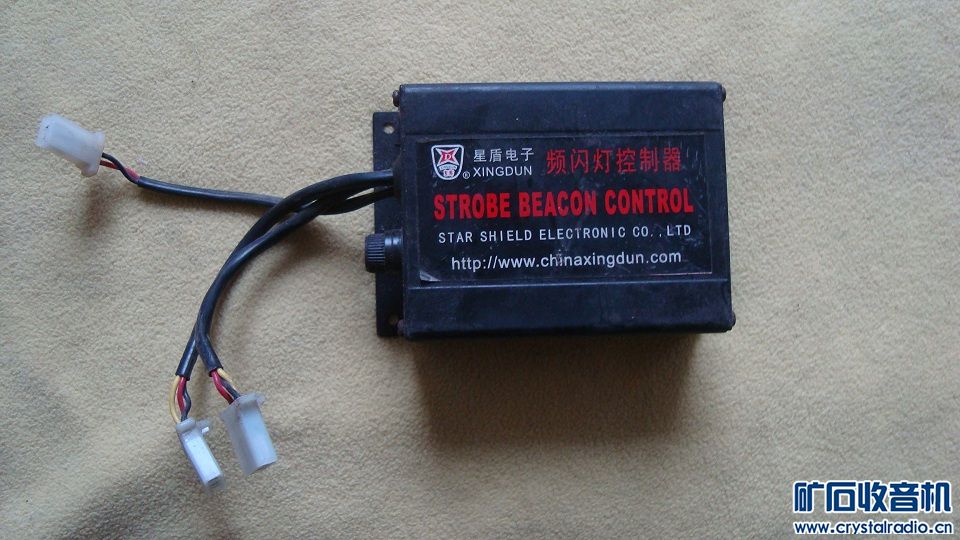 星盾电子 频闪灯控制器
® XINGDUN
STROBE BEACON CONTROL
STAR SHIELD ELECTRONIC CO.,LTD
http://www.chinaxingdun.com
矿石收音机
www.crystalradio.cn